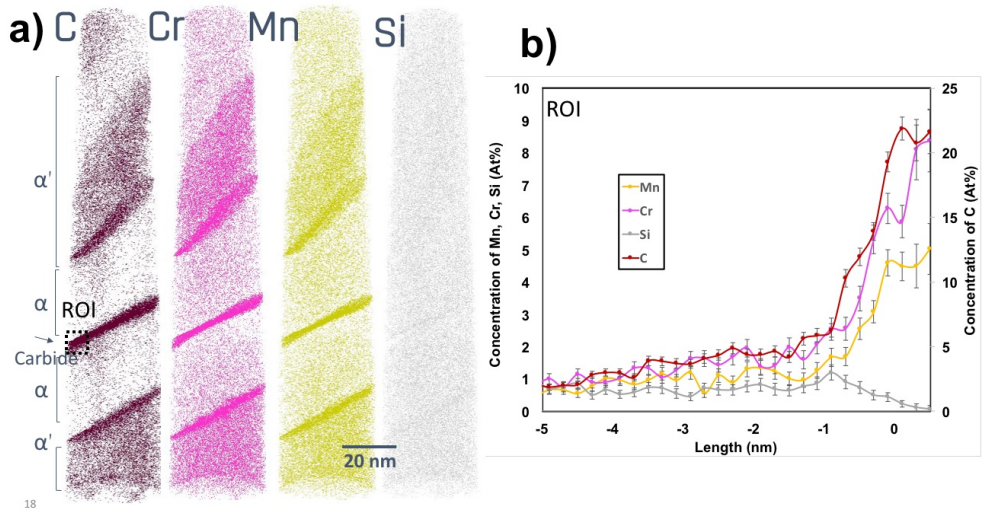 a)
C Cr Mn Si
α'
α
ROI
Carbide
α
α'
20 nm
18
b)
ROI
Concentration of Mn, Cr, Si (At%)
10
9
8
7
6
5
4
3
2
1
0
Mn
Cr
Si
C
25
20
15
10
5
0
Concentration of C (At%)
-5 -4 -3 -2 -1 0
Length (nm)